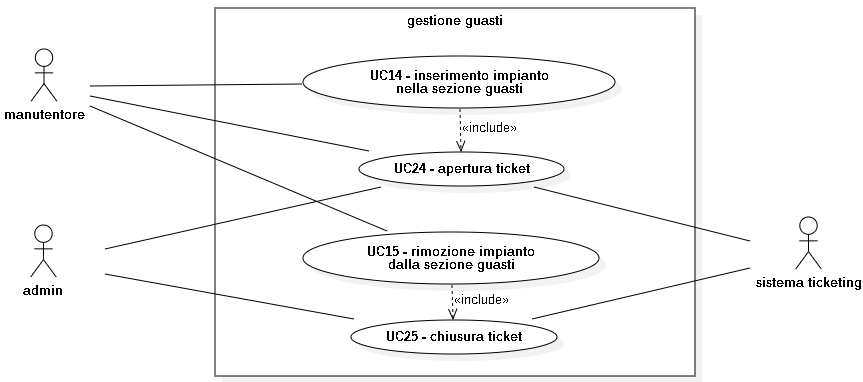 gestione guasti
UC14 - inserimento impianto
nella sezione guasti
manutentore
«include»
UC24 - apertura ticket
UC15 - rimozione impianto
dalla sezione guasti
admin
sistema ticketing
«include»
UC25 - chiusura ticket